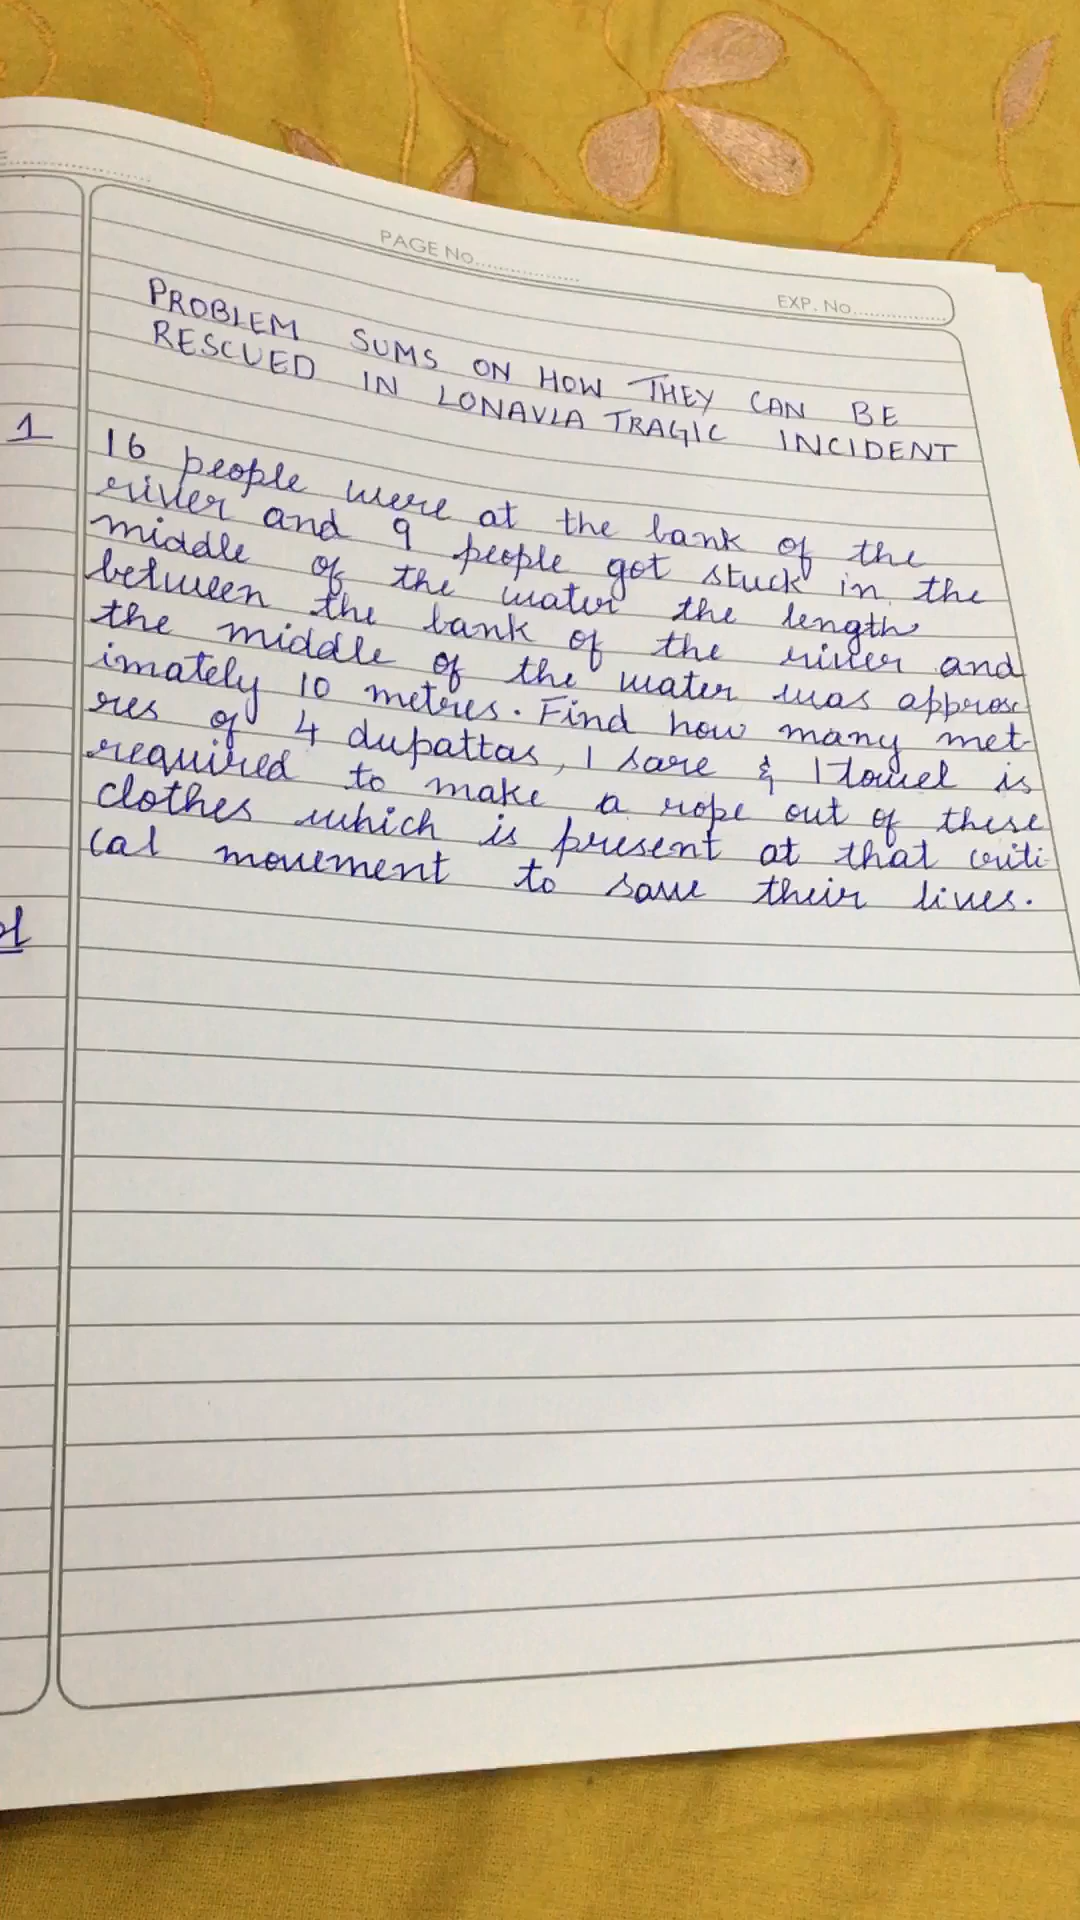 PAGE No.
EXP. No.
PROBLEM SUMS ON HOW THEY CAN BE
RESCUED IN LONAVLA TRAGIC INCIDENT
1 16 people were at the bank of the
river and 9 people got stuck in the
middle of the water the length
between the bank of the river and
the middle of the water was approx
imately 10 metres. Find how many met-
res of 4 dupattas, 1 sare & 1 towel is
required to make a rope out of these
clothes which is present at that criti
cal movement to save their lives.